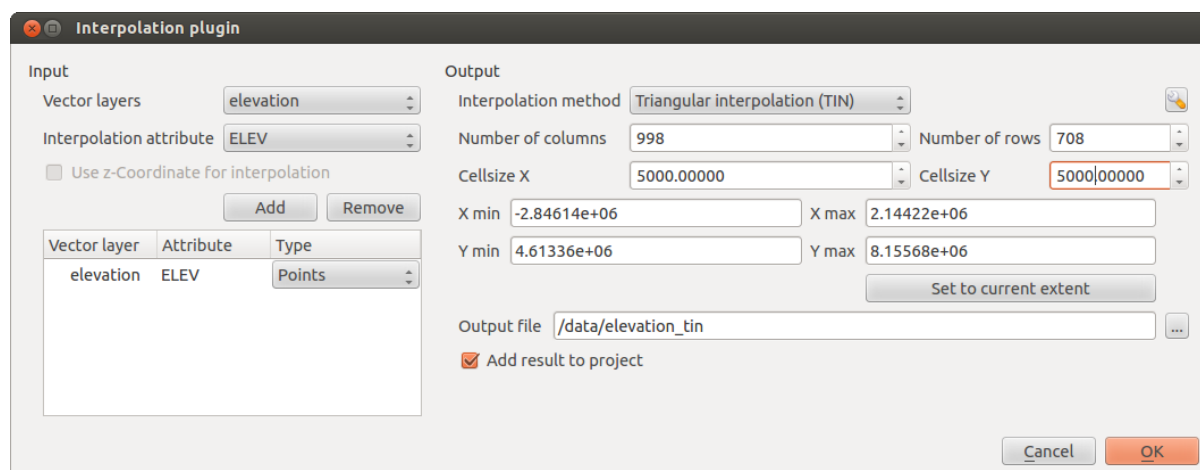 Interpolation plugin
Input
Vector layers elevation
Interpolation attribute ELEV
Use z-Coordinate for interpolation
Add Remove
Vector layer Attribute Type
elevation ELEV Points
Output
Interpolation method Triangular interpolation (TIN)
Number of columns 998 Number of rows 708
Cellsize X 5000.00000 Cellsize Y 5000.00000
X min -2.84614e+06 X max 2.14422e+06
Y min 4.61336e+06 Y max 8.15568e+06
Set to current extent
Output file /data/elevation_tin ...
Add result to project
Cancel OK